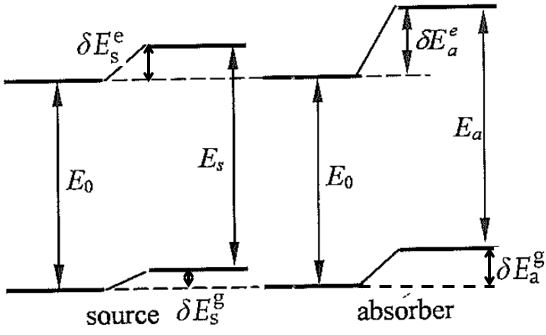 δE_s^e
δE_a^e
E_0
E_s
E_0
E_a
δE_s^g
δE_a^g
source
absorber